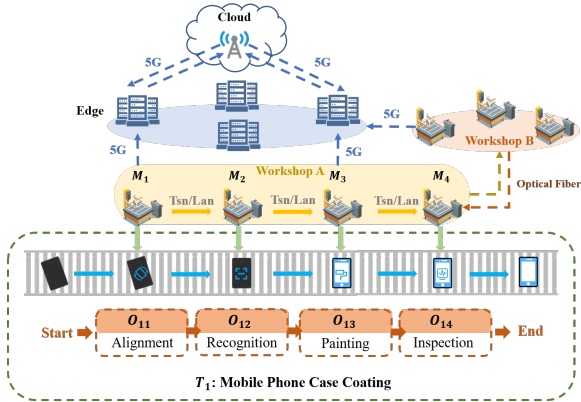 Cloud
5G
5G
Edge
5G
5G
5G
Workshop B
Workshop A
M1 M2 M3 M4
Optical Fiber
Tsn/Lan Tsn/Lan Tsn/Lan
Start
O11 O12 O13 O14
Alignment Recognition Painting Inspection
End
T1: Mobile Phone Case Coating